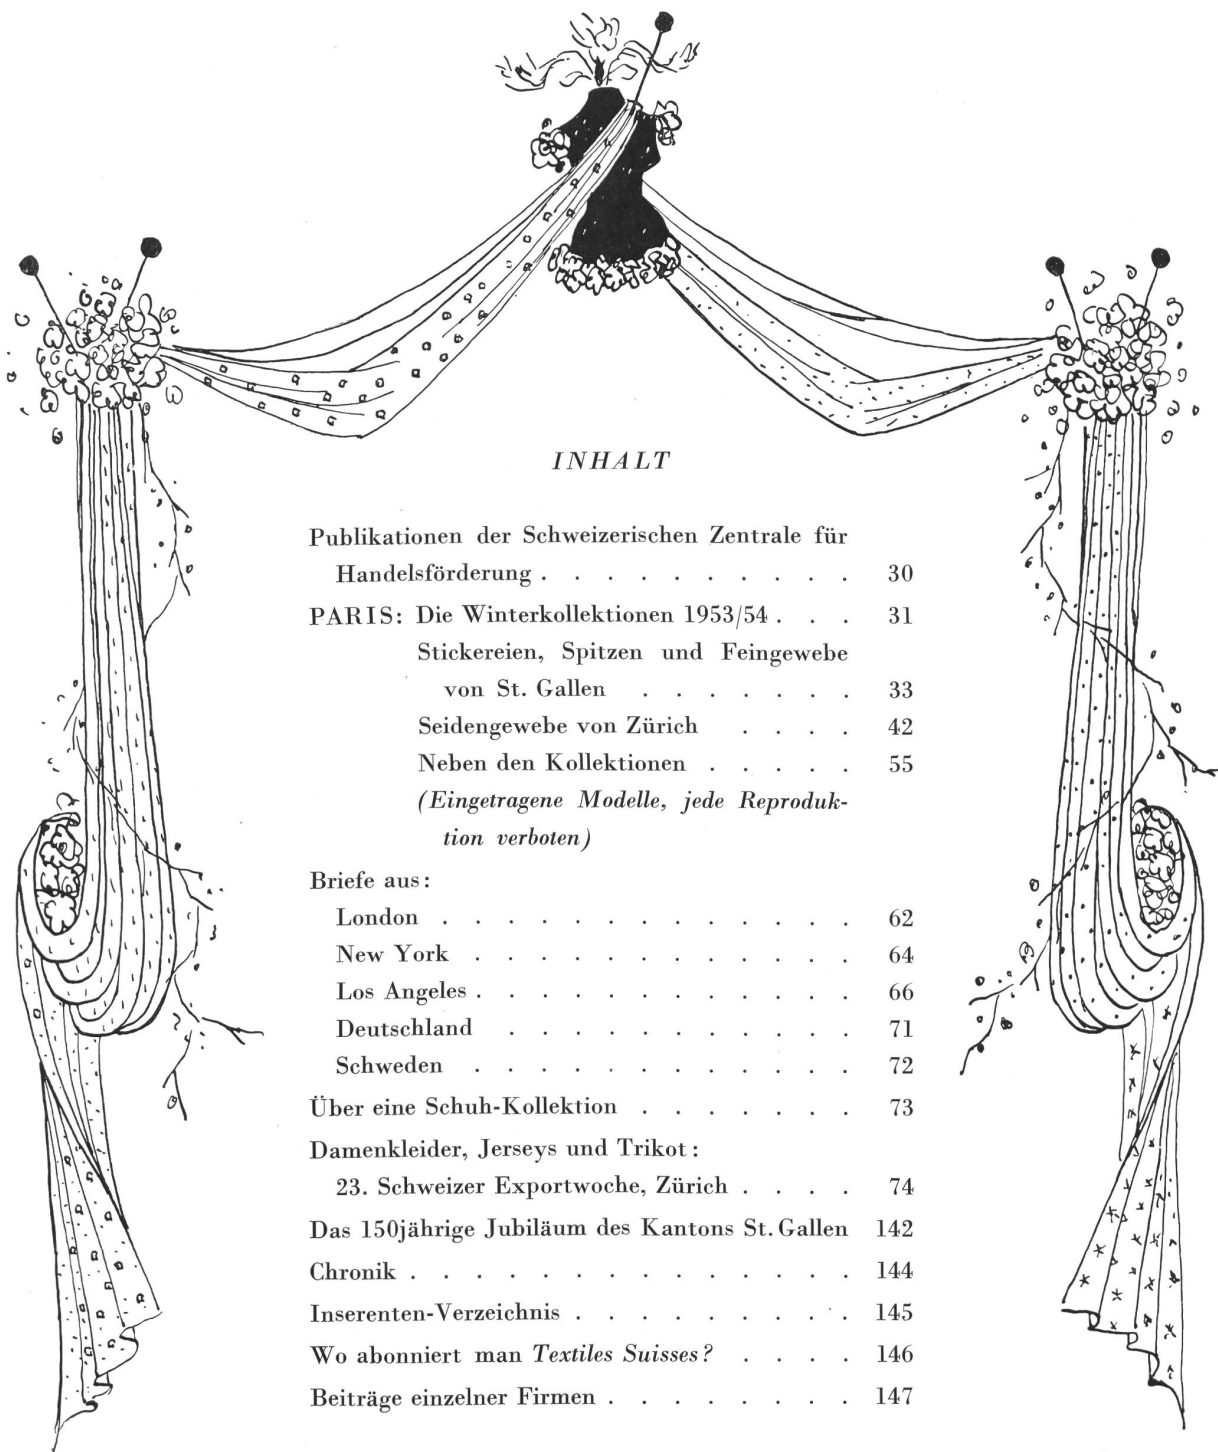 INHALT
Publikationen der Schweizerischen Zentrale für
Handelsförderung . . . . . . . . . . 30
PARIS: Die Winterkollektionen 1953/54 . . . 31
Stickereien, Spitzen und Feingewebe
von St. Gallen . . . . . . . 33
Seidengewebe von Zürich . . . . 42
Neben den Kollektionen . . . . . 55
(Eingetragene Modelle, jede Reproduk-
tion verboten)
Briefe aus:
London . . . . . . . . . . . . . 62
New York . . . . . . . . . . . . 64
Los Angeles . . . . . . . . . . . . 66
Deutschland . . . . . . . . . . . 71
Schweden . . . . . . . . . . . . 72
Über eine Schuh-Kollektion . . . . . . . 73
Damenkleider, Jerseys und Trikot:
23. Schweizer Exportwoche, Zürich . . . . 74
Das 150jährige Jubiläum des Kantons St. Gallen 142
Chronik . . . . . . . . . . . . . . 144
Inserenten-Verzeichnis . . . . . . . . . 145
Wo abonniert man Textiles Suisses? . . . . 146
Beiträge einzelner Firmen . . . . . . . . 147